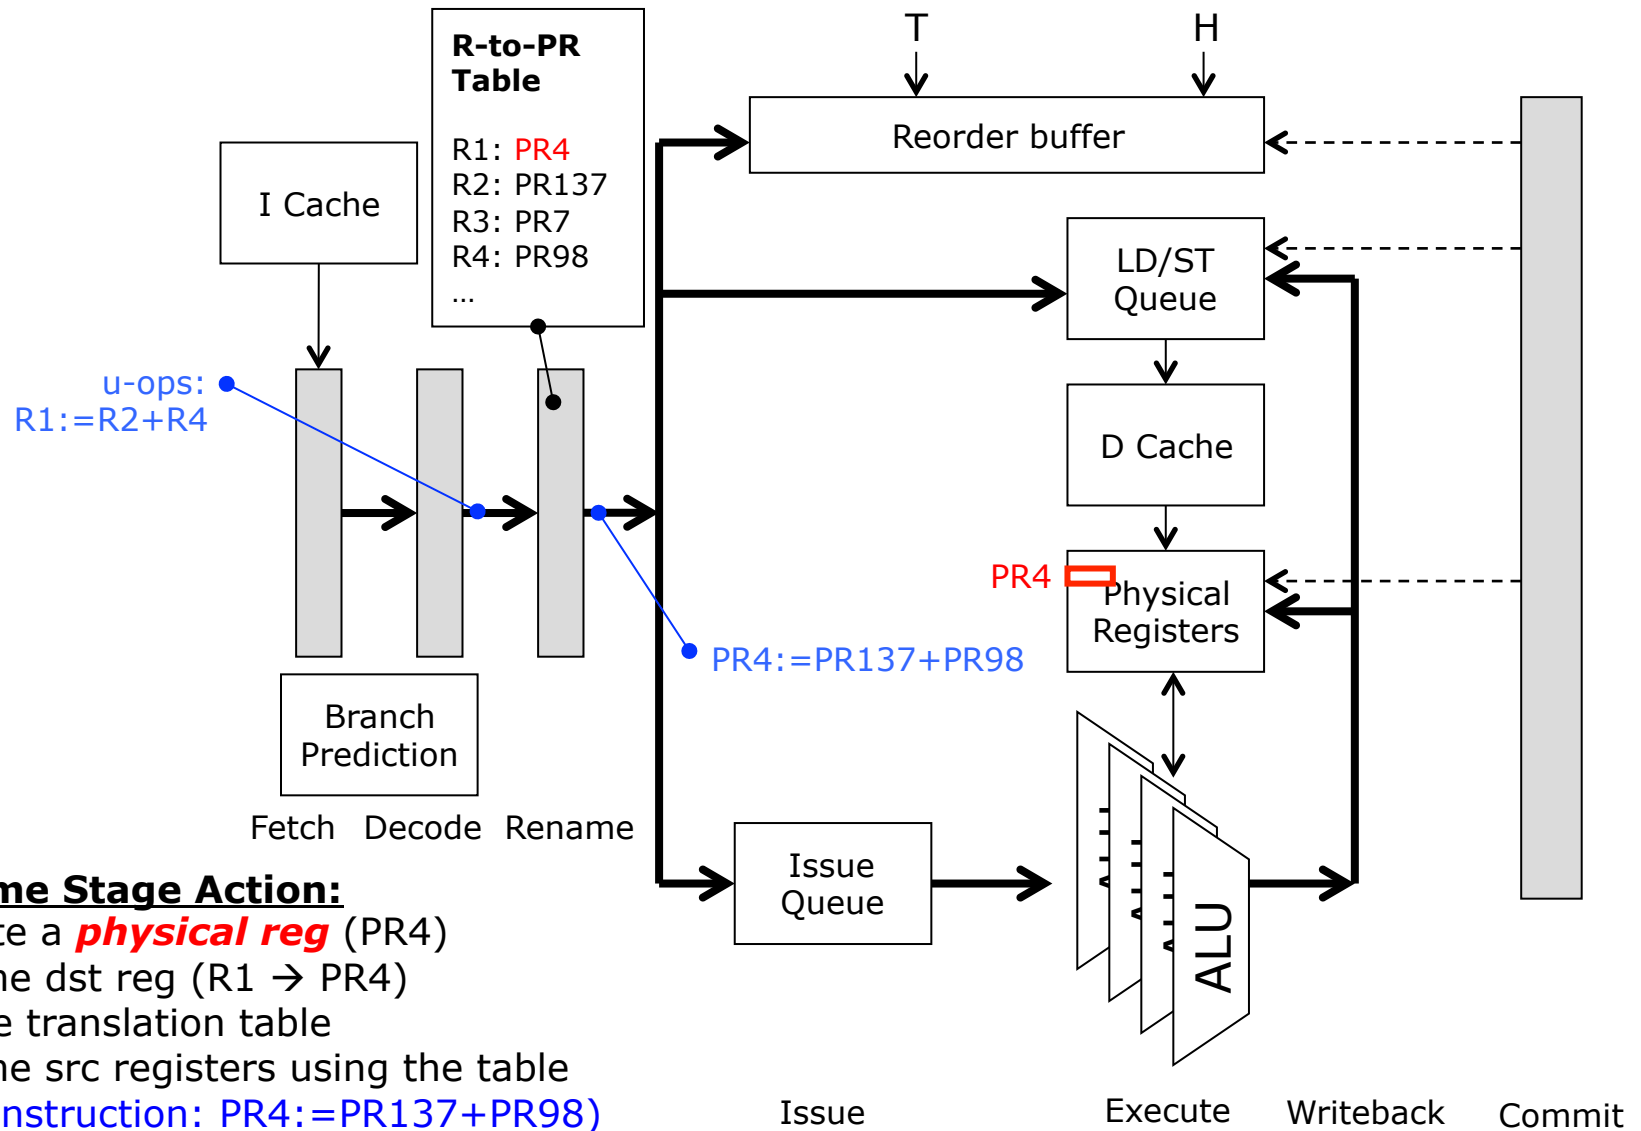 R-to-PR
Table
R1: PR4
R2: PR137
R3: PR7
R4: PR98
...
T
H
Reorder buffer
I Cache
LD/ST
Queue
u-ops:
R1:=R2+R4
D Cache
PR4
Physical
Registers
PR4:=PR137+PR98
Branch
Prediction
Fetch Decode Rename
Issue
Queue
ALU
me Stage Action:
te a physical reg (PR4)
ne dst reg (R1 → PR4)
e translation table
ne src registers using the table
nstruction: PR4:=PR137+PR98)
Issue
Execute
Writeback
Commit